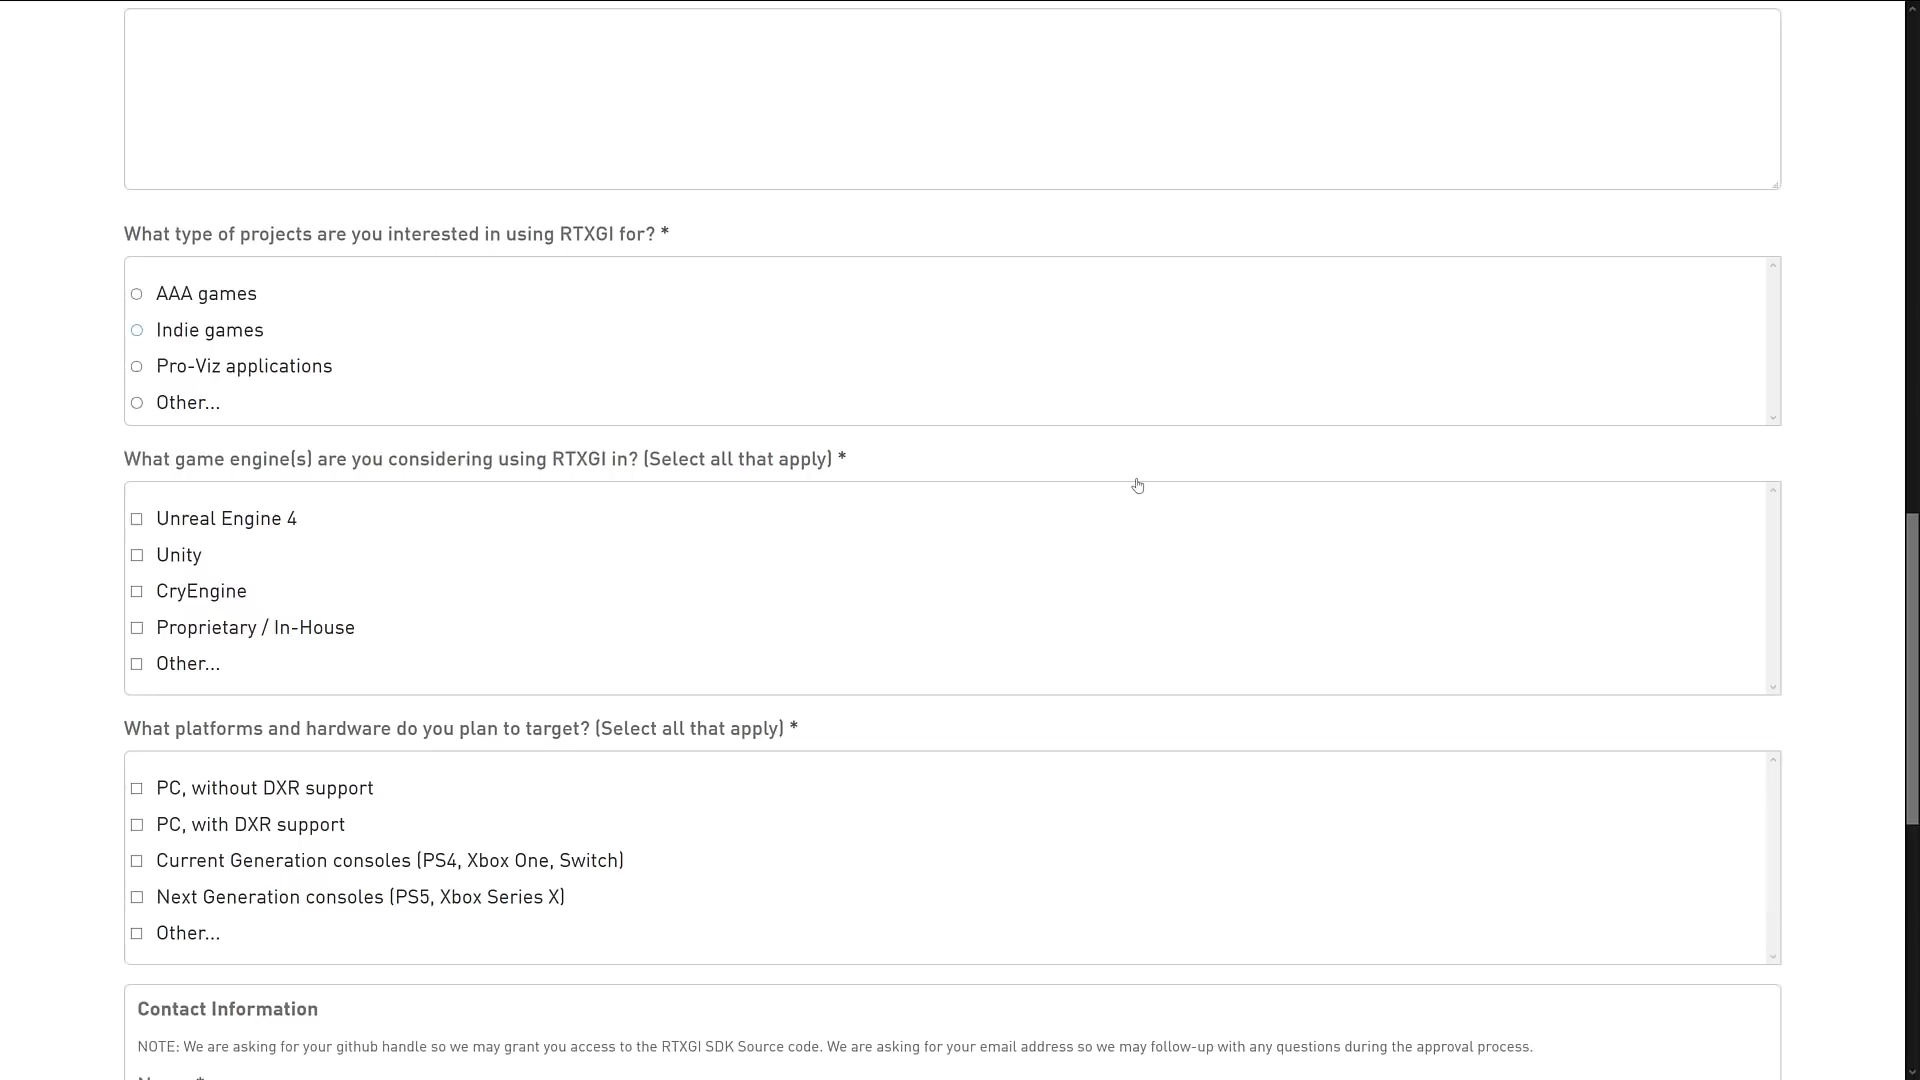 What type of projects are you interested in using RTXGI for? *
AAA games
Indie games
Pro-Viz applications
Other...
What game engine(s) are you considering using RTXGI in? (Select all that apply) *
Unreal Engine 4
Unity
CryEngine
Proprietary / In-House
Other...
What platforms and hardware do you plan to target? (Select all that apply) *
PC, without DXR support
PC, with DXR support
Current Generation consoles (PS4, Xbox One, Switch)
Next Generation consoles (PS5, Xbox Series X)
Other...
Contact Information
NOTE: We are asking for your github handle so we may grant you access to the RTXGI SDK Source code. We are asking for your email address so we may follow-up with any questions during the approval process.